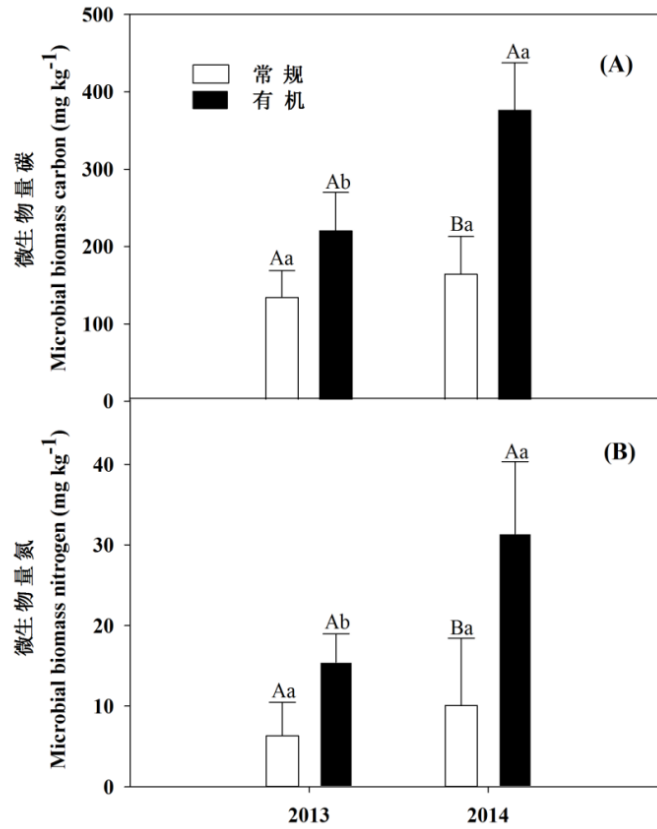 500
400
300
200
100
0
微生物量碳
Microbial biomass carbon (mg kg-1)
常规
有机
(A)
Aa
Ab
Ba
Aa
40
30
20
10
0
微生物量氮
Microbial biomass nitrogen (mg kg-1)
(B)
Aa
Ab
Ba
Aa
2013
2014